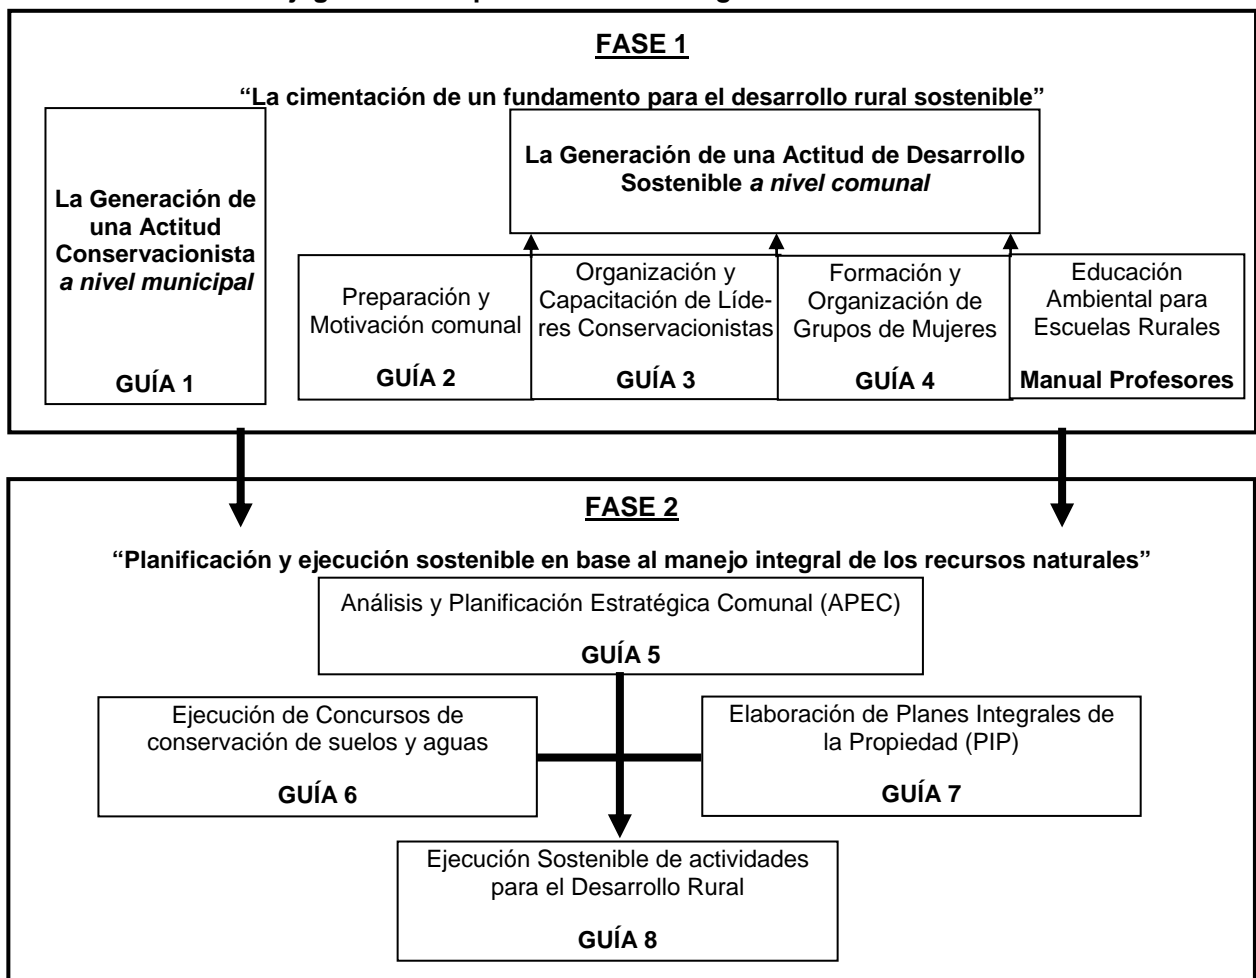 FASE 1
“La cimentación de un fundamento para el desarrollo rural sostenible”
La Generación de
una Actitud
Conservacionista
a nivel municipal
GUÍA 1
La Generación de una Actitud de Desarrollo
Sostenible a nivel comunal
Preparación y
Motivación comunal
GUÍA 2
Organización y
Capacitación de Líde-
res Conservacionistas
GUÍA 3
Formación y
Organización de
Grupos de Mujeres
GUÍA 4
Educación
Ambiental para
Escuelas Rurales
Manual Profesores
FASE 2
“Planificación y ejecución sostenible en base al manejo integral de los recursos naturales”
Análisis y Planificación Estratégica Comunal (APEC)
GUÍA 5
Ejecución de Concursos de
conservación de suelos y aguas
GUÍA 6
Elaboración de Planes Integrales de
la Propiedad (PIP)
GUÍA 7
Ejecución Sostenible de actividades
para el Desarrollo Rural
GUÍA 8